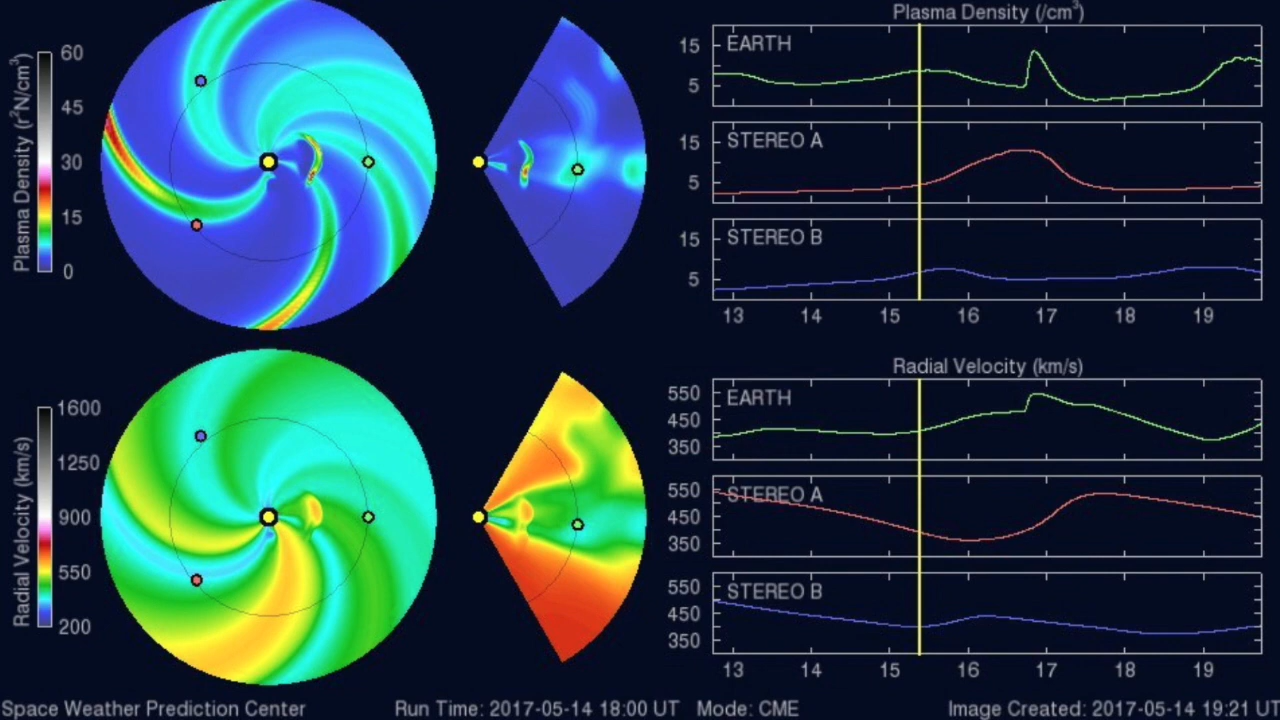 Plasma Density (r²N/cm³)
60
45
30
15
0
Plasma Density (/cm³)
EARTH
15
5
STEREO A
15
5
STEREO B
15
5
13 14 15 16 17 18 19
Radial Velocity (km/s)
1600
1250
900
550
200
Radial Velocity (km/s)
EARTH
550
450
350
STEREO A
550
450
350
STEREO B
550
450
350
13 14 15 16 17 18 19
Space Weather Prediction Center Run Time: 2017-05-14 18:00 UT Mode: CME Image Created: 2017-05-14 19:21 UT